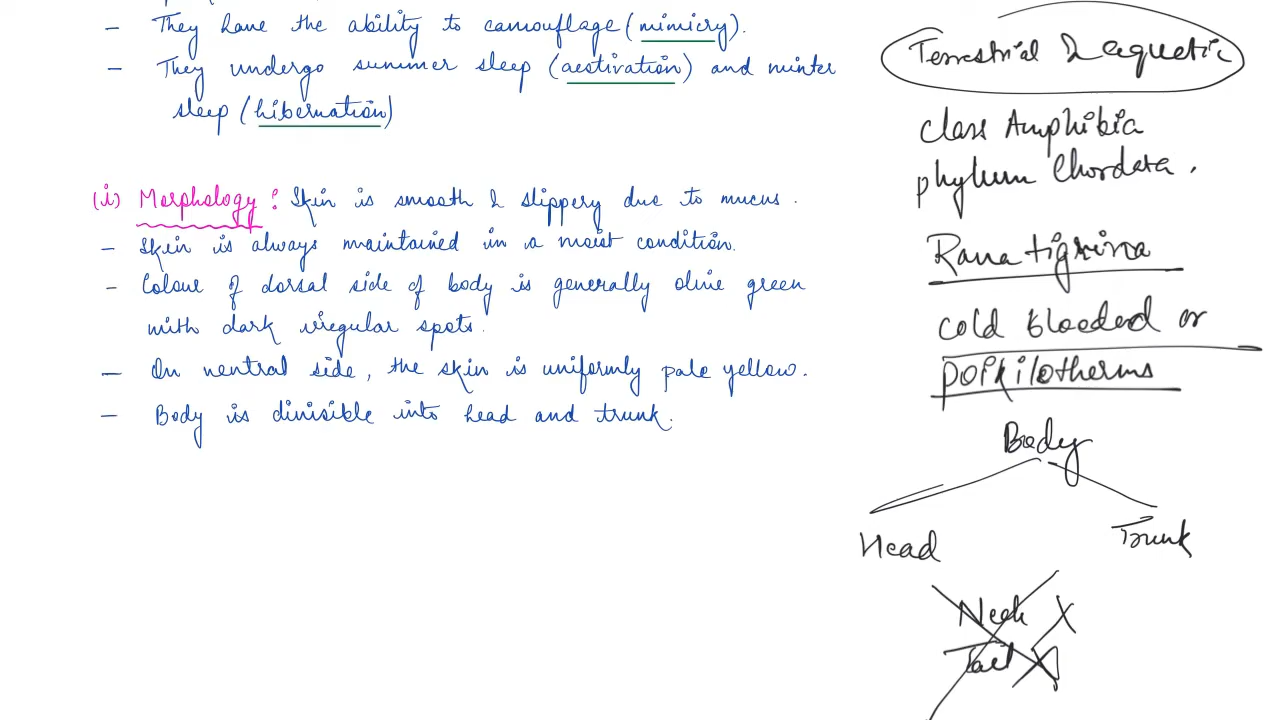 - They have the ability to camouflage (mimicry).
- They undergo summer sleep (aestivation) and winter
sleep (hibernation)
(i) Morphology : Skin is smooth & slippery due to mucus.
- Skin is always maintained in a moist condition.
- Colour of dorsal side of body is generally olive green
with dark irregular spots.
- On ventral side, the skin is uniformly pale yellow.
- Body is divisible into head and trunk.
Terrestrial & aquatic
class Amphibia
phylum Chordata.
Rana tigrina
cold blooded or
poikilotherms
Body
Head
Trunk
Neck X
Tail X